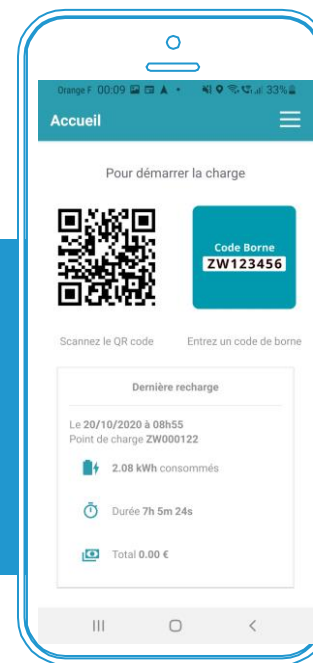 Orange F 00:09 33%
Accueil
Pour démarrer la charge
Code Borne
ZW123456
Scannez le QR code
Entrez un code de borne
Dernière recharge
Le 20/10/2020 à 08h55
Point de charge ZW000122
2.08 kWh consommés
Durée 7h 5m 24s
Total 0.00 €